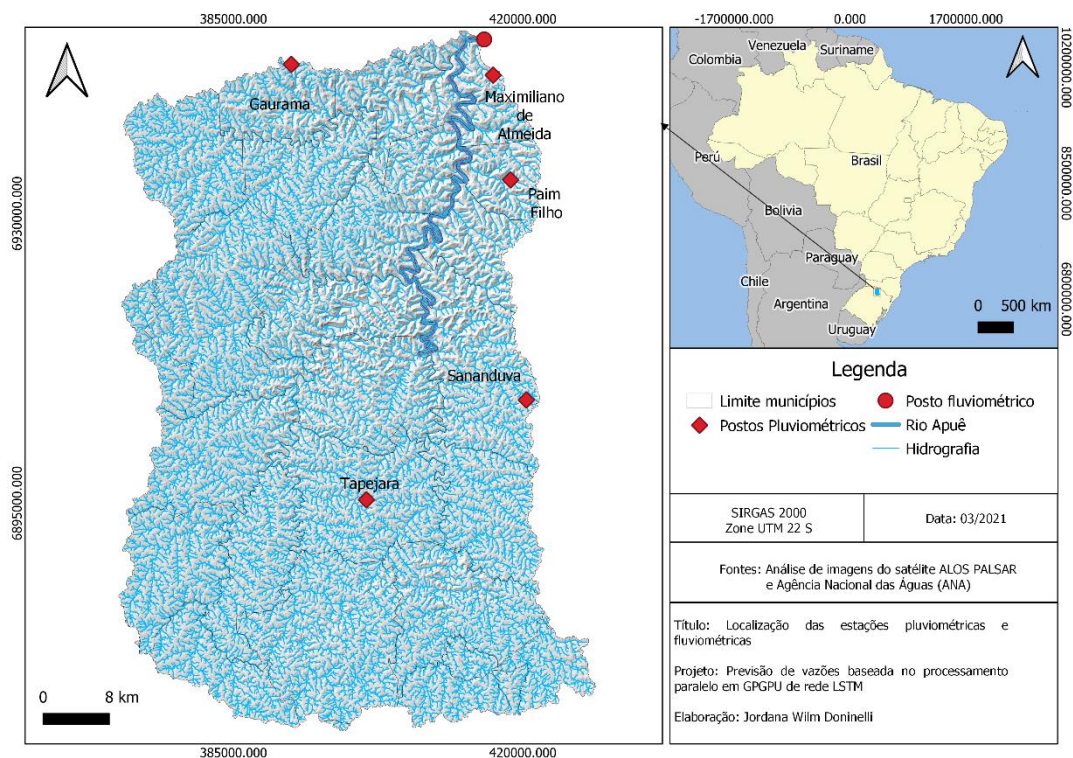 385000.000
420000.000
6930000.000
6895000.000
Gaurama
Maximiliano
de
Almeida
Paim
Filho
Sananduva
Tapejara
0 8 km
385000.000
420000.000
-1700000.000
0.000
1700000.000
10200000.000
8500000.000
6800000.000
Venezuela
Suriname
Colombia
Perú
Brasil
Bolivia
Paraguay
Chile
Argentina
Uruguay
0 500 km
Legenda
Limite municípios
Posto fluviométrico
Postos Pluviométricos
Rio Apuê
Hidrografia
SIRGAS 2000
Zone UTM 22 S
Data: 03/2021
Fontes: Análise de imagens do satélite ALOS PALSAR
e Agência Nacional das Águas (ANA)
Título: Localização das estações pluviométricas e
fluviométricas
Projeto: Previsão de vazões baseada no processamento
paralelo em GPGPU de rede LSTM
Elaboração: Jordana Wilm Doninelli